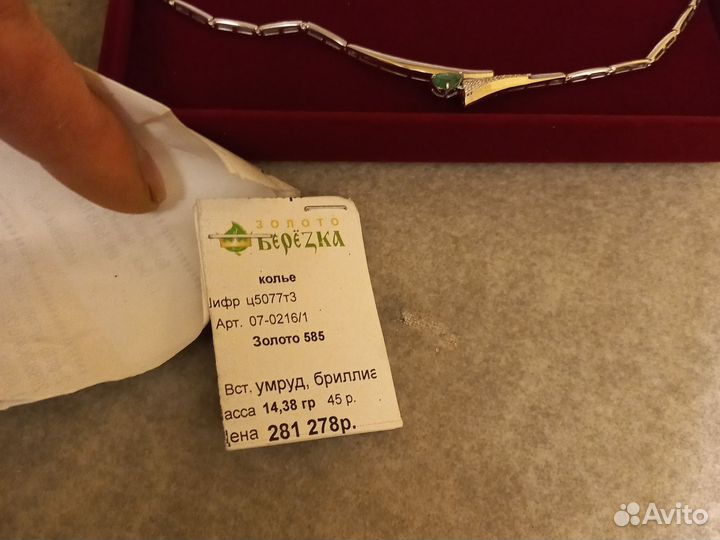 ЗОЛОТО
БЕРЁZКА
колье
Шифр ц5077т3
Арт. 07-0216/1
Золото 585
Вст. умруд, бриллиа
асса 14,38 гр 45 р.
Цена 281 278р.
Avito